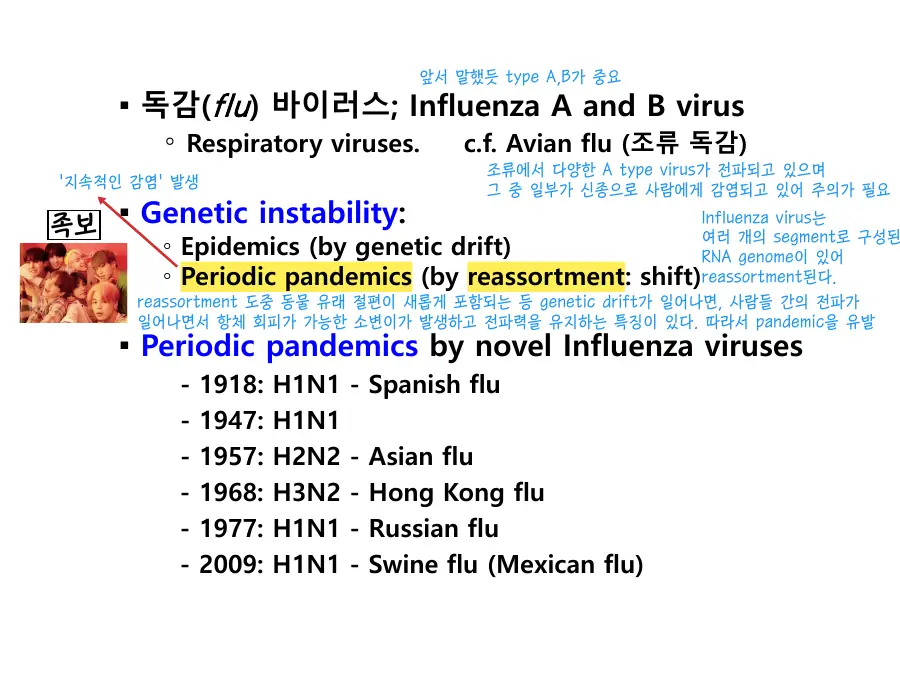 앞서 말했듯 type A,B가 중요
▪ 독감(flu) 바이러스; Influenza A and B virus
◦ Respiratory viruses. c.f. Avian flu (조류 독감)
조류에서 다양한 A type virus가 전파되고 있으며
그 중 일부가 신종으로 사람에게 감염되고 있어 주의가 필요
'지속적인 감염' 발생
▪ Genetic instability:
족보
Influenza virus는
여러 개의 segment로 구성된
RNA genome이 있어
reassortment된다.
◦ Epidemics (by genetic drift)
◦ Periodic pandemics (by reassortment: shift)
reassortment 도중 동물 유래 절편이 새롭게 포함되는 등 genetic drift가 일어나면, 사람들 간의 전파가
일어나면서 항체 회피가 가능한 소변이가 발생하고 전파력을 유지하는 특징이 있다. 따라서 pandemic을 유발
▪ Periodic pandemics by novel Influenza viruses
- 1918: H1N1 - Spanish flu
- 1947: H1N1
- 1957: H2N2 - Asian flu
- 1968: H3N2 - Hong Kong flu
- 1977: H1N1 - Russian flu
- 2009: H1N1 - Swine flu (Mexican flu)